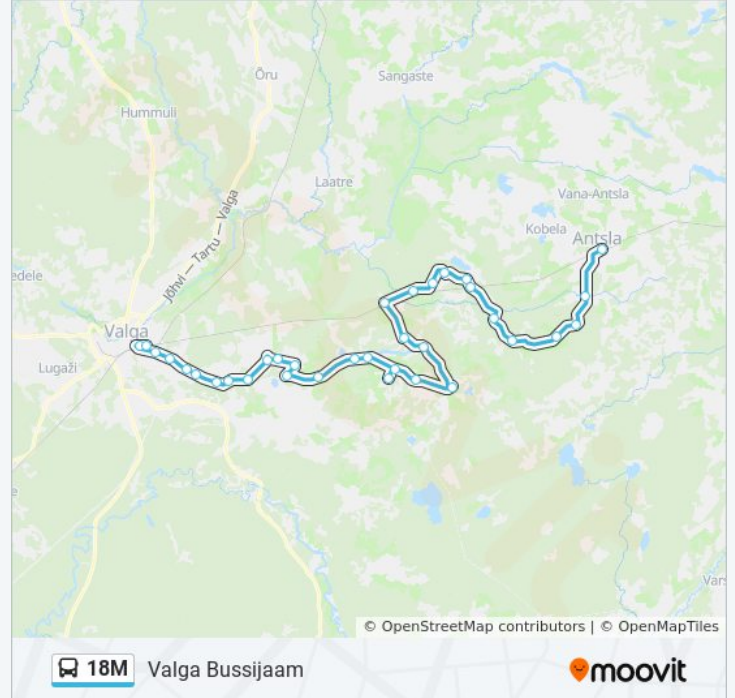 Õru
Sangaste
Hummuli
Laatre
Vana-Antsla
Kobela
Antsla
Jõhvi — Tartu — Valga
edele
Valga
Lugaži
e
Vars
© OpenStreetMap contributors | © OpenMapTiles
18M Valga Bussijaam moovit